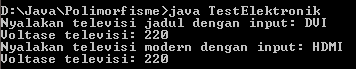 D:\Java\Polimorfisme>java TestElektronik
Nyalakan televisi jadul dengan input: DVI
Voltase televisi: 220
Nyalakan televisi modern dengan input: HDMI
Voltase televisi: 220